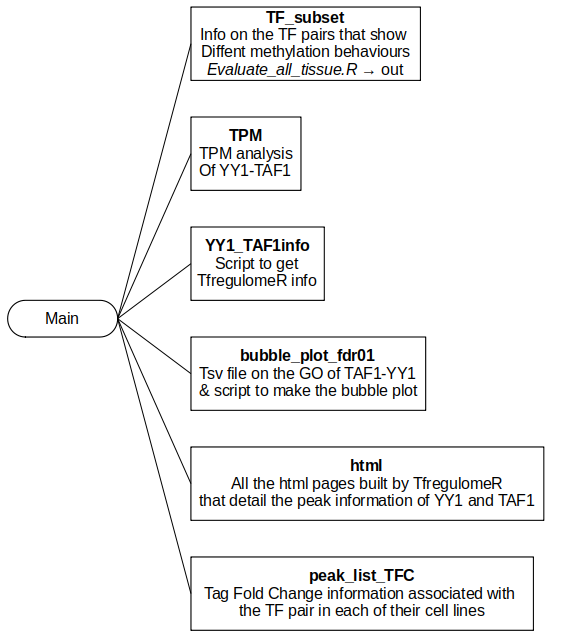 TF_subset
Info on the TF pairs that show
Diffent methylation behaviours
Evaluate_all_tissue.R → out
TPM
TPM analysis
Of YY1-TAF1
YY1_TAF1info
Script to get
TfregulomeR info
Main
bubble_plot_fdr01
Tsv file on the GO of TAF1-YY1
& script to make the bubble plot
html
All the html pages built by TfregulomeR
that detail the peak information of YY1 and TAF1
peak_list_TFC
Tag Fold Change information associated with
the TF pair in each of their cell lines